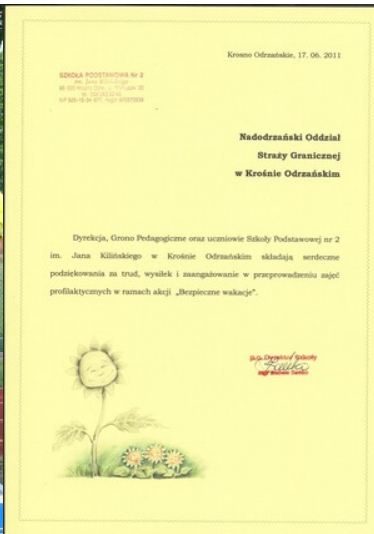 Krosno Odrzańskie, 17. 06. 2011
SZKOŁA PODSTAWOWA Nr 2
Nadodrzański Oddział
Straży Granicznej
w Krośnie Odrzańskim
Dyrekcja, Grono Pedagogiczne oraz uczniowie Szkoły Podstawowej nr 2
im. Jana Kilińskiego w Krośnie Odrzańskim składają serdeczne
podziękowania za trud, wysiłek i zaangażowanie w przeprowadzeniu zajęć
profilaktycznych w ramach akcji „Bezpieczne wakacje”.
Dyrektor Szkoły